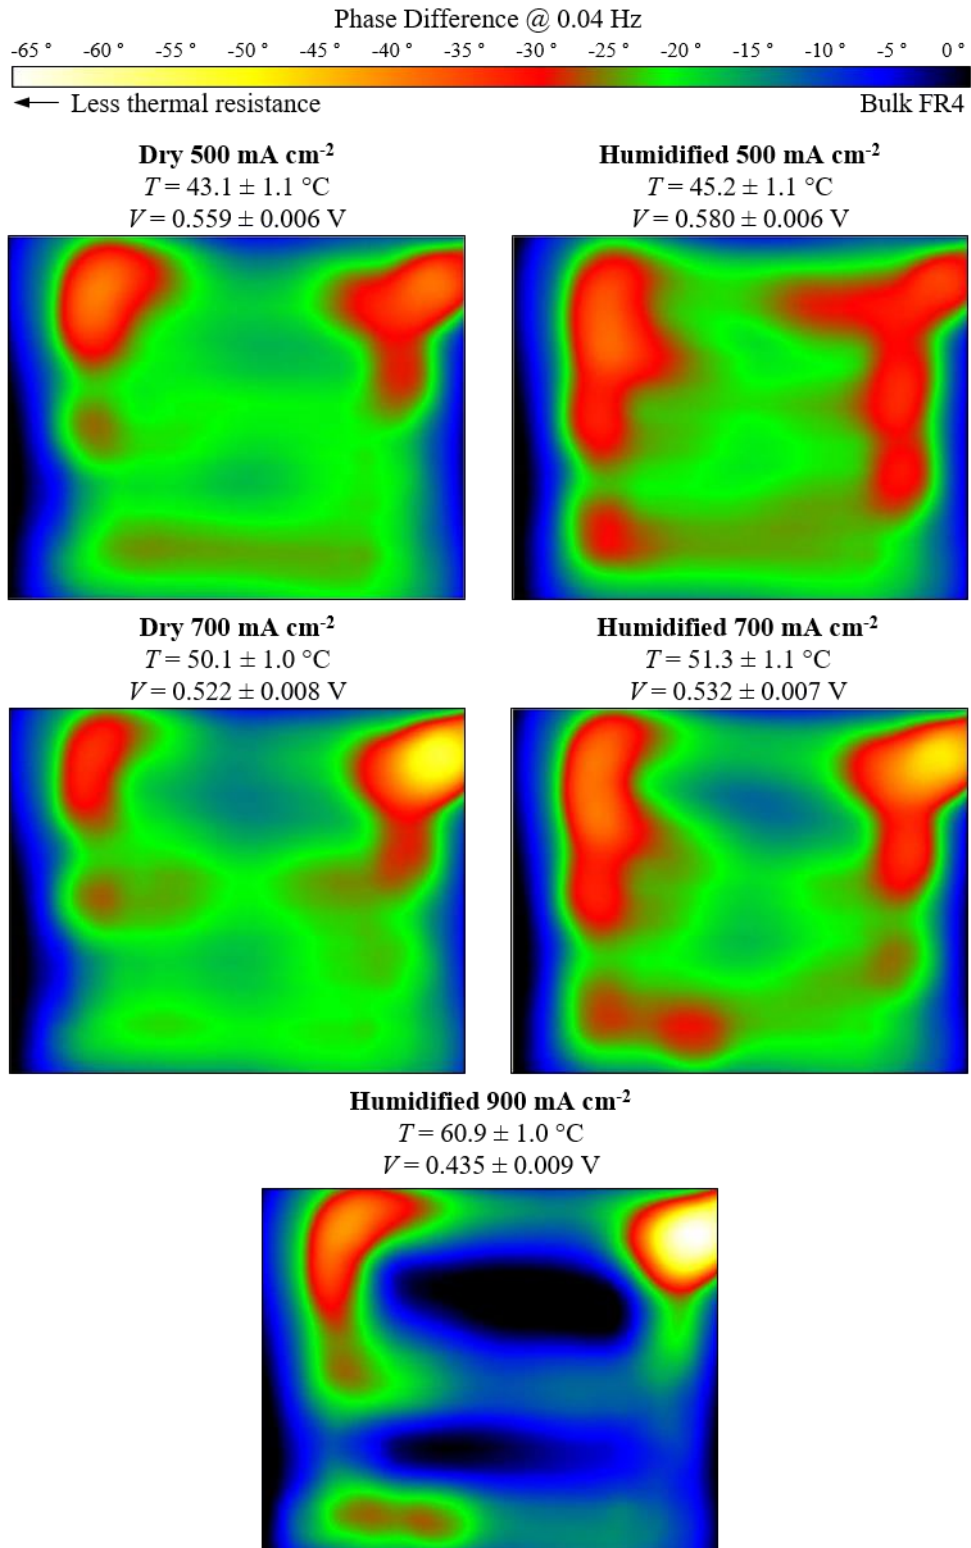 Phase Difference @ 0.04 Hz
-65 ° -60 ° -55 ° -50 ° -45 ° -40 ° -35 ° -30 ° -25 ° -20 ° -15 ° -10 ° -5 ° 0 °
← Less thermal resistance Bulk FR4
Dry 500 mA cm⁻²
T = 43.1 ± 1.1 °C
V = 0.559 ± 0.006 V
Humidified 500 mA cm⁻²
T = 45.2 ± 1.1 °C
V = 0.580 ± 0.006 V
Dry 700 mA cm⁻²
T = 50.1 ± 1.0 °C
V = 0.522 ± 0.008 V
Humidified 700 mA cm⁻²
T = 51.3 ± 1.1 °C
V = 0.532 ± 0.007 V
Humidified 900 mA cm⁻²
T = 60.9 ± 1.0 °C
V = 0.435 ± 0.009 V